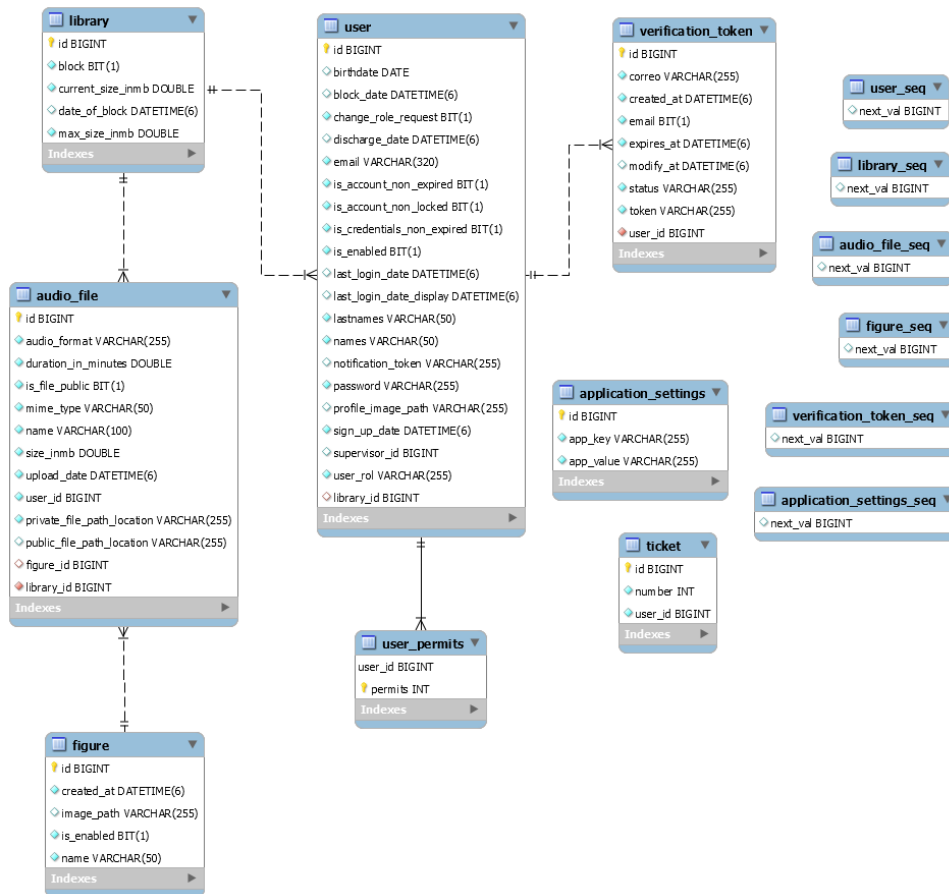 library
id BIGINT
block BIT(1)
current_size_inmb DOUBLE
date_of_block DATETIME(6)
max_size_inmb DOUBLE
Indexes
user
id BIGINT
birthdate DATE
block_date DATETIME(6)
change_role_request BIT(1)
discharge_date DATETIME(6)
email VARCHAR(320)
is_account_non_expired BIT(1)
is_account_non_locked BIT(1)
is_credentials_non_expired BIT(1)
is_enabled BIT(1)
last_login_date DATETIME(6)
last_login_date_display DATETIME(6)
lastnames VARCHAR(50)
names VARCHAR(50)
notification_token VARCHAR(255)
password VARCHAR(255)
profile_image_path VARCHAR(255)
sign_up_date DATETIME(6)
supervisor_id BIGINT
user_rol VARCHAR(255)
library_id BIGINT
Indexes
verification_token
id BIGINT
correo VARCHAR(255)
created_at DATETIME(6)
email BIT(1)
expires_at DATETIME(6)
modify_at DATETIME(6)
status VARCHAR(255)
token VARCHAR(255)
user_id BIGINT
Indexes
user_seq
next_val BIGINT
library_seq
next_val BIGINT
audio_file_seq
next_val BIGINT
figure_seq
next_val BIGINT
verification_token_seq
next_val BIGINT
application_settings_seq
next_val BIGINT
audio_file
id BIGINT
audio_format VARCHAR(255)
duration_in_minutes DOUBLE
is_file_public BIT(1)
mime_type VARCHAR(50)
name VARCHAR(100)
size_inmb DOUBLE
upload_date DATETIME(6)
user_id BIGINT
private_file_path_location VARCHAR(255)
public_file_path_location VARCHAR(255)
figure_id BIGINT
library_id BIGINT
Indexes
application_settings
id BIGINT
app_key VARCHAR(255)
app_value VARCHAR(255)
Indexes
ticket
id BIGINT
number INT
user_id BIGINT
Indexes
user_permits
user_id BIGINT
permits INT
Indexes
figure
id BIGINT
created_at DATETIME(6)
image_path VARCHAR(255)
is_enabled BIT(1)
name VARCHAR(50)
Indexes